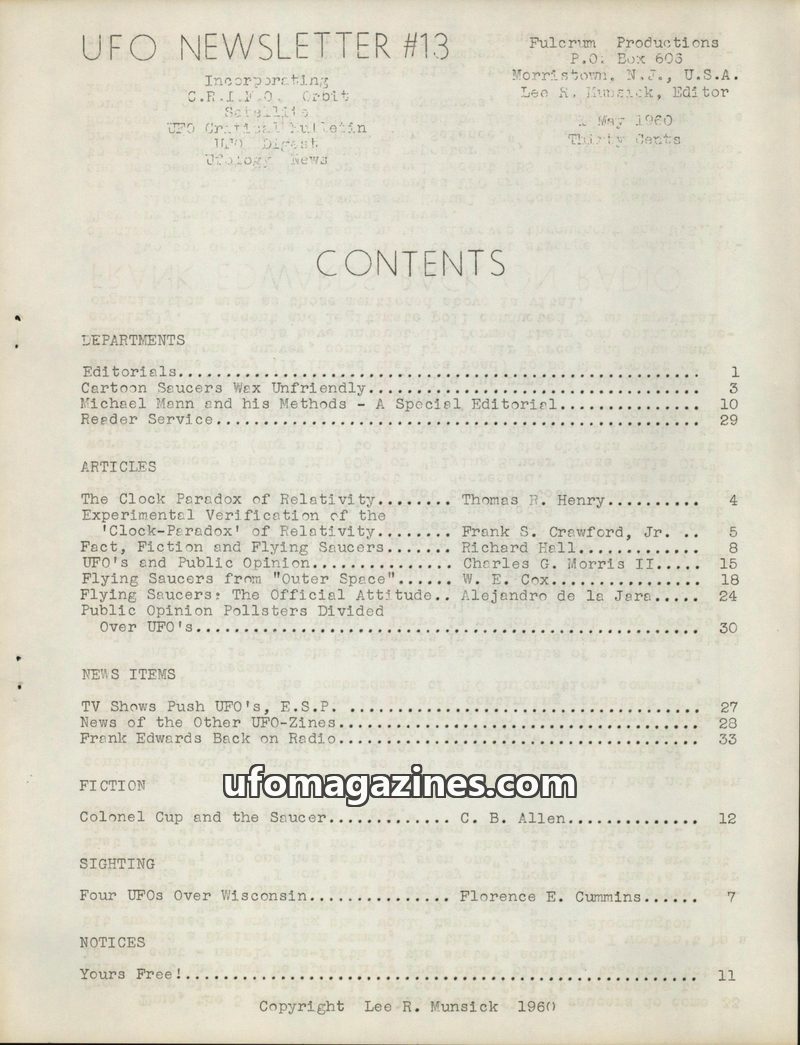 UFO NEWSLETTER #13
Incorporating
C.R.I.F.O. Orbit
Satellite
UFO Critical Bulletin
UFO Digest
Ufology News
Fulcrum Productions
P.O. Box 603
Morristown, N.J., U.S.A.
Lee R. Munsick, Editor
May 1960
Thirty Cents
CONTENTS
DEPARTMENTS
Editorials....................................................... 1
Cartoon Saucers Wax Unfriendly................................... 3
Michael Mann and his Methods - A Special Editorial............... 10
Reader Service................................................... 29
ARTICLES
The Clock Paradox of Relativity........ Thomas R. Henry.......... 4
Experimental Verification of the
'Clock-Paradox' of Relativity........ Frank S. Crawford, Jr. .. 5
Fact, Fiction and Flying Saucers....... Richard Hall............. 8
UFO's and Public Opinion............... Charles G. Morris II..... 15
Flying Saucers from "Outer Space"...... W. E. Cox................ 18
Flying Saucers: The Official Attitude.. Alejandro de la Jara..... 24
Public Opinion Pollsters Divided
Over UFO's..................................................... 30
NEWS ITEMS
TV Shows Push UFO's, E.S.P. ..................................... 27
News of the Other UFO-Zines...................................... 28
Frank Edwards Back on Radio...................................... 33
ufomagazines.com
FICTION
Colonel Cup and the Saucer............. C. B. Allen.............. 12
SIGHTING
Four UFOs Over Wisconsin............... Florence E. Cummins...... 7
NOTICES
Yours Free!...................................................... 11
Copyright Lee R. Munsick 1960